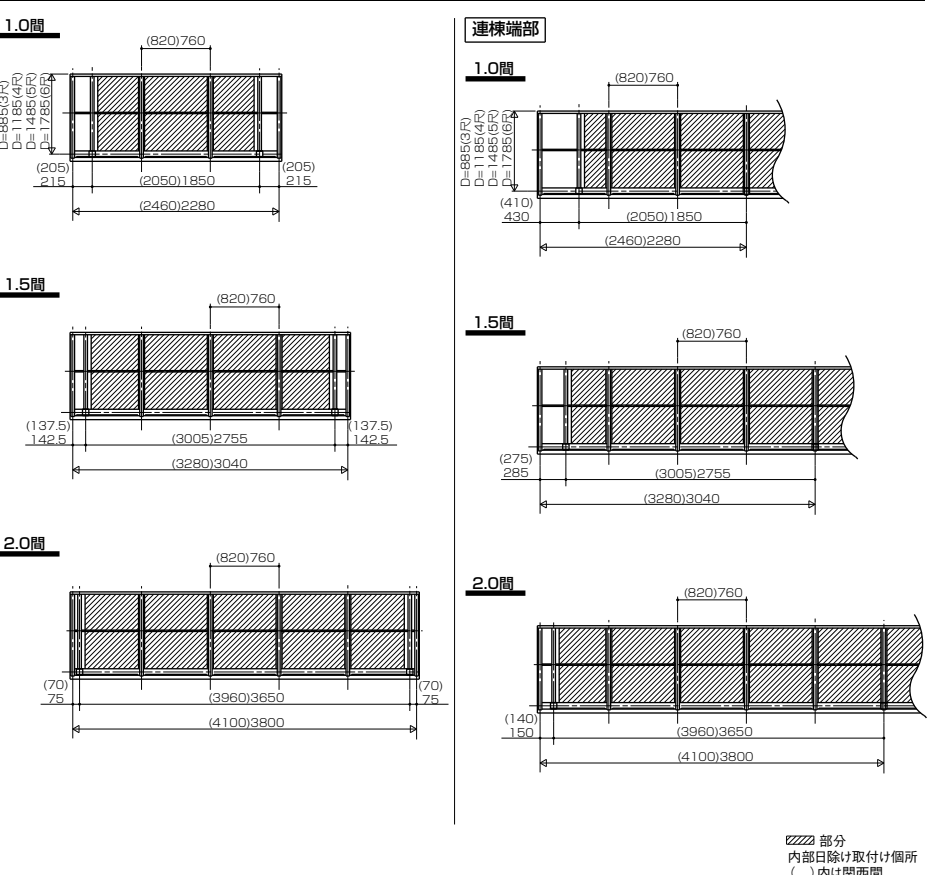 1.0間
(820)760
D=885(3尺)
D=1185(4尺)
D=1485(5尺)
D=1785(6尺)
(205)
215
(2050)1850
(205)
215
(2460)2280
1.5間
(820)760
(137.5)
142.5
(3005)2755
(137.5)
142.5
(3280)3040
2.0間
(820)760
(70)
75
(3960)3650
(70)
75
(4100)3800
連棟端部
1.0間
(820)760
D=885(3尺)
D=1185(4尺)
D=1485(5尺)
D=1785(6尺)
(410)
430
(2050)1850
(2460)2280
1.5間
(820)760
(275)
285
(3005)2755
(3280)3040
2.0間
(820)760
(140)
150
(3960)3650
(4100)3800
部分
内部日除け取付け個所
(　)内は関西間